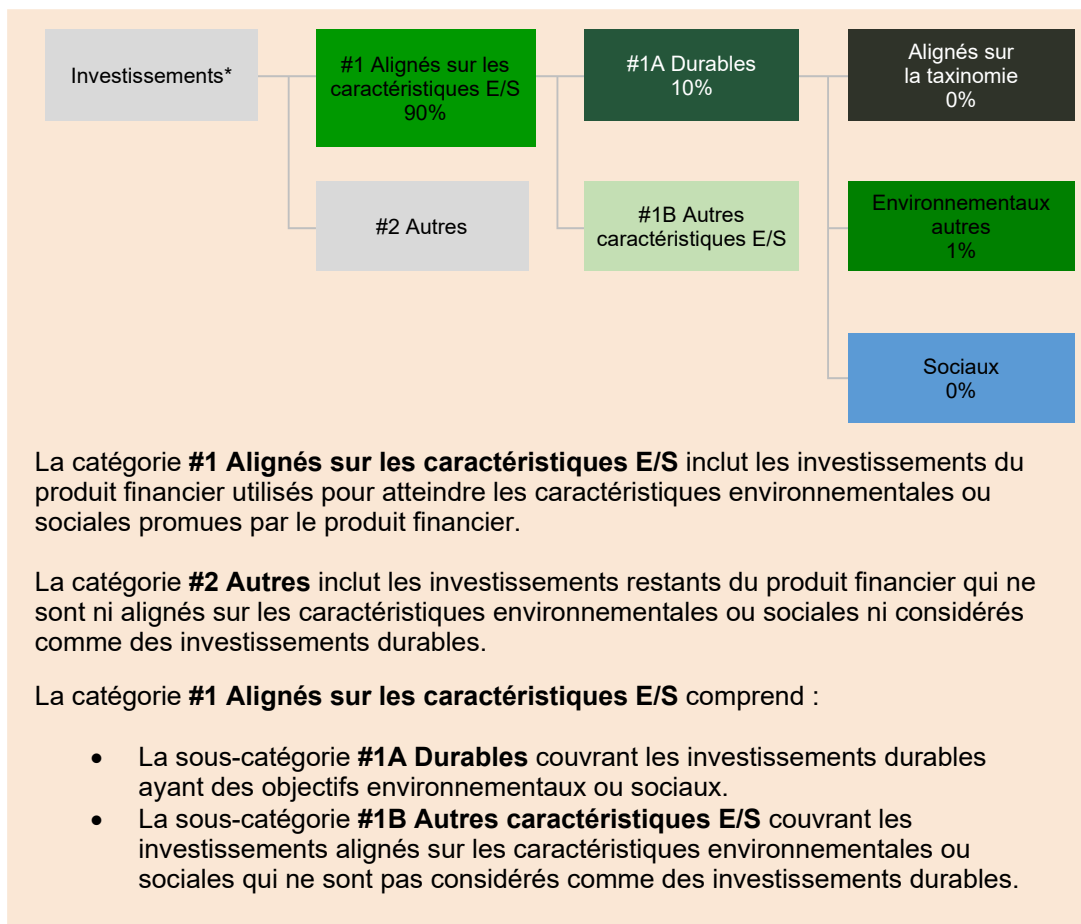 Investissements*
#1 Alignés sur les
caractéristiques E/S
90%
#1A Durables
10%
Alignés sur
la taxinomie
0%
#2 Autres
#1B Autres
caractéristiques E/S
Environnementaux
autres
1%
Sociaux
0%
La catégorie #1 Alignés sur les caractéristiques E/S inclut les investissements du
produit financier utilisés pour atteindre les caractéristiques environnementales ou
sociales promues par le produit financier.
La catégorie #2 Autres inclut les investissements restants du produit financier qui ne
sont ni alignés sur les caractéristiques environnementales ou sociales ni considérés
comme des investissements durables.
La catégorie #1 Alignés sur les caractéristiques E/S comprend :
• La sous-catégorie #1A Durables couvrant les investissements durables
ayant des objectifs environnementaux ou sociaux.
• La sous-catégorie #1B Autres caractéristiques E/S couvrant les
investissements alignés sur les caractéristiques environnementales ou
sociales qui ne sont pas considérés comme des investissements durables.